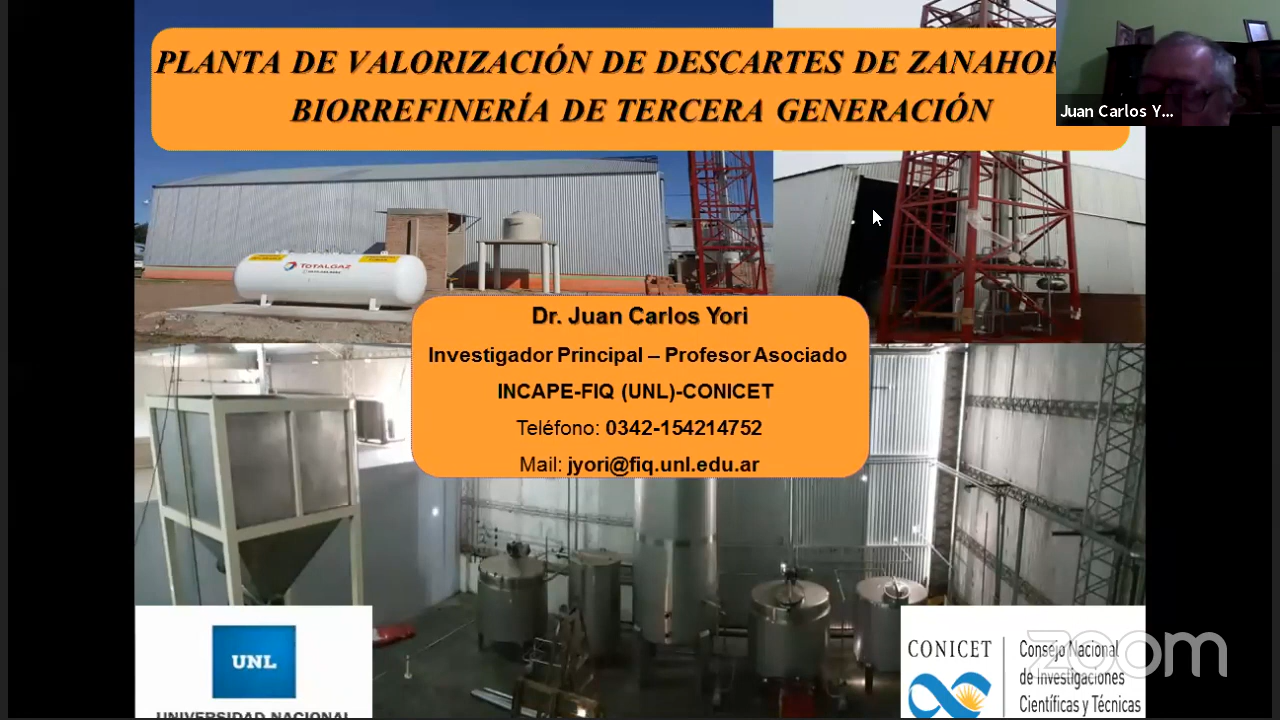 PLANTA DE VALORIZACIÓN DE DESCARTES DE ZANAHOR
BIORREFINERÍA DE TERCERA GENERACIÓN
Juan Carlos Y...
TOTALGAZ
Dr. Juan Carlos Yori
Investigador Principal – Profesor Asociado
INCAPE-FIQ (UNL)-CONICET
Teléfono: 0342-154214752
Mail: jyori@fiq.unl.edu.ar
UNL
UNIVERSIDAD NACIONAL
CONICET
Consejo Nacional
de Investigaciones
Científicas y Técnicas
zoom